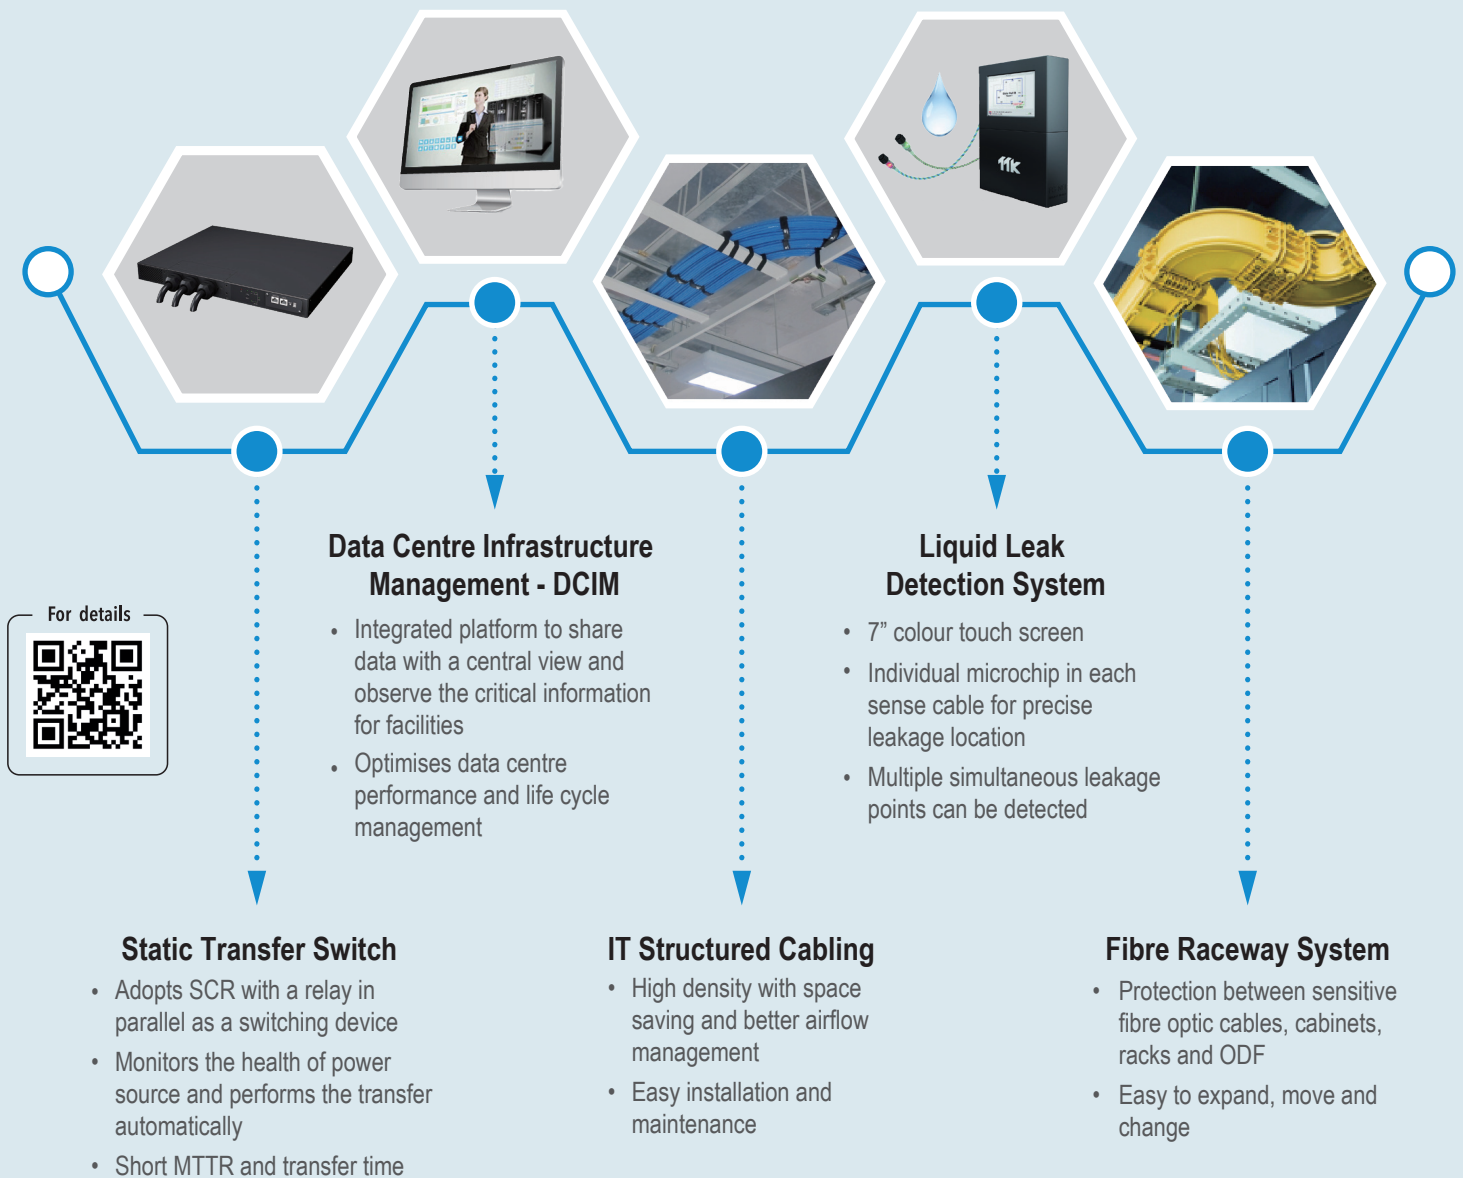 TTK
Data Centre Infrastructure
Management - DCIM
• Integrated platform to share
data with a central view and
observe the critical information
for facilities
• Optimises data centre
performance and life cycle
management
Liquid Leak
Detection System
• 7” colour touch screen
• Individual microchip in each
sense cable for precise
leakage location
• Multiple simultaneous leakage
points can be detected
For details
Static Transfer Switch
• Adopts SCR with a relay in
parallel as a switching device
• Monitors the health of power
source and performs the transfer
automatically
• Short MTTR and transfer time
IT Structured Cabling
• High density with space
saving and better airflow
management
• Easy installation and
maintenance
Fibre Raceway System
• Protection between sensitive
fibre optic cables, cabinets,
racks and ODF
• Easy to expand, move and
change